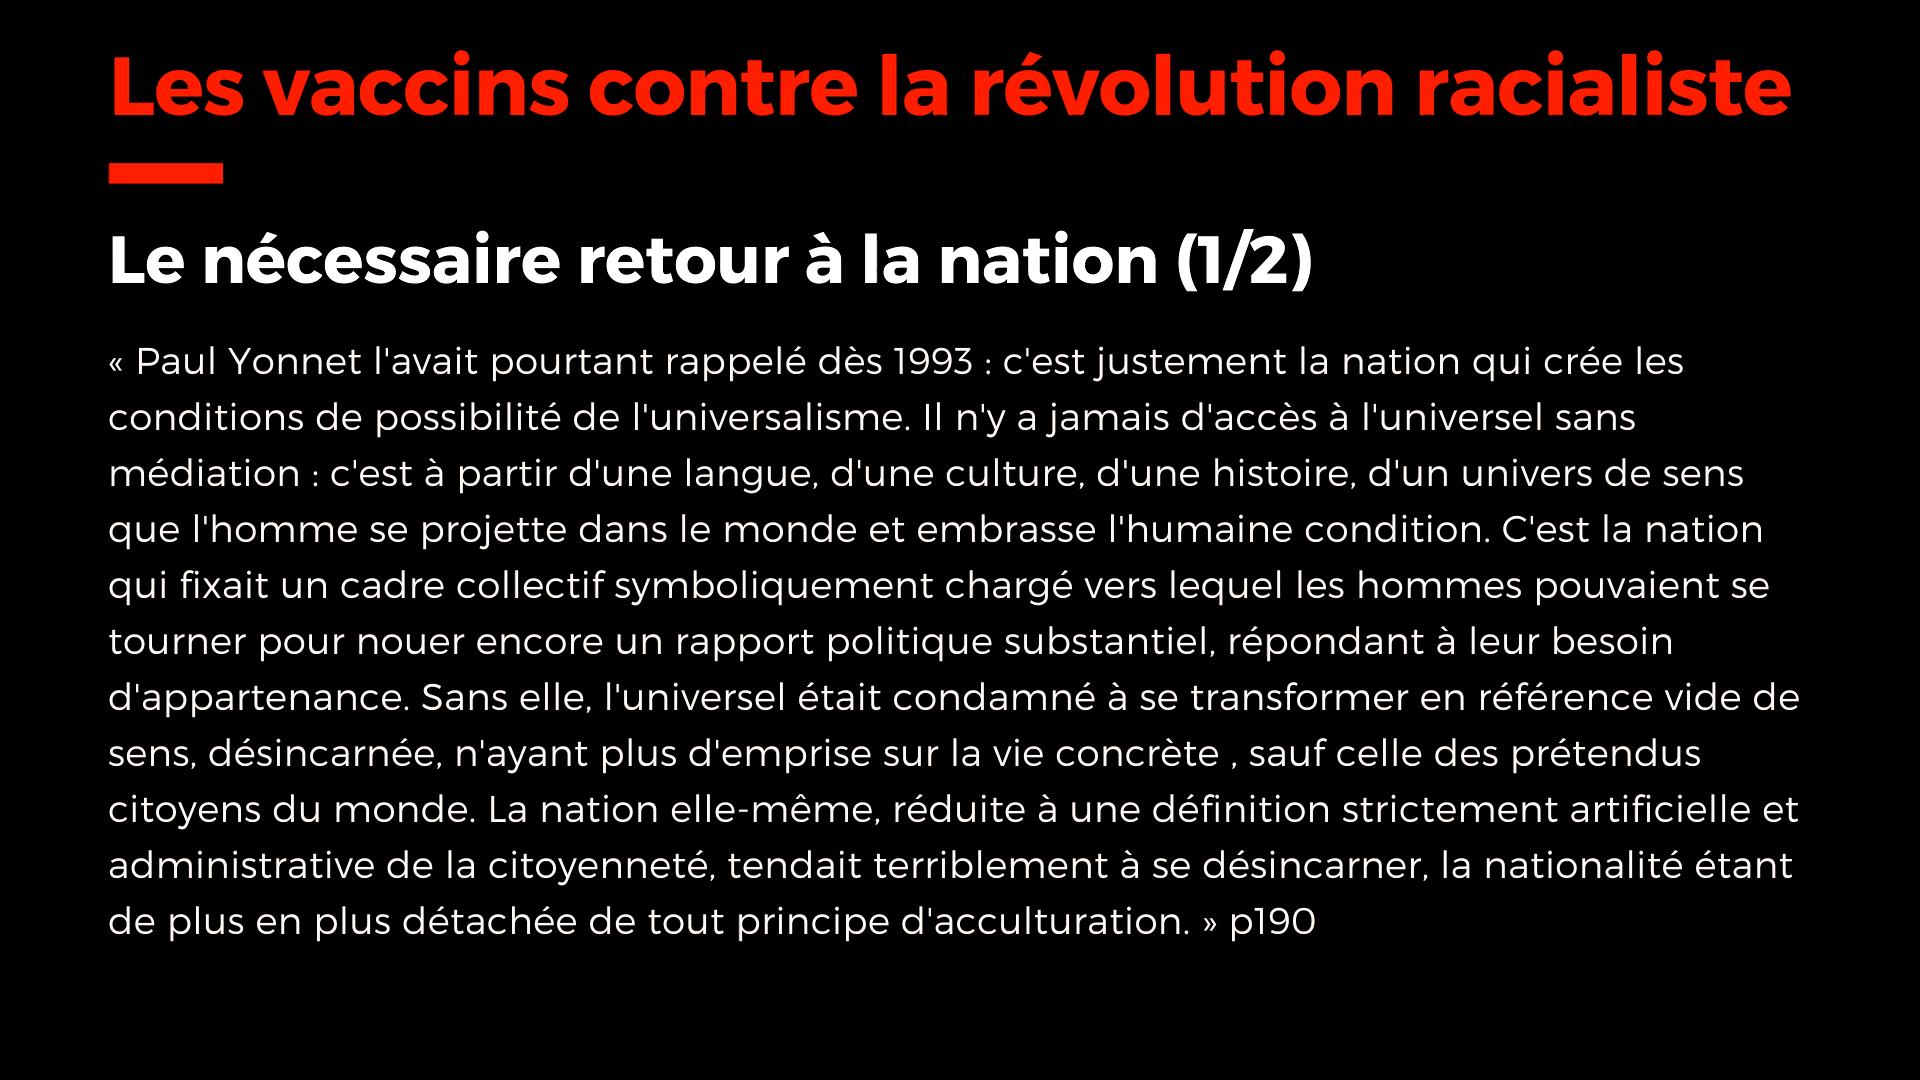 Les vaccins contre la révolution racialiste
Le nécessaire retour à la nation (1/2)
« Paul Yonnet l'avait pourtant rappelé dès 1993 : c'est justement la nation qui crée les
conditions de possibilité de l'universalisme. Il n'y a jamais d'accès à l'universel sans
médiation : c'est à partir d'une langue, d'une culture, d'une histoire, d'un univers de sens
que l'homme se projette dans le monde et embrasse l'humaine condition. C'est la nation
qui fixait un cadre collectif symboliquement chargé vers lequel les hommes pouvaient se
tourner pour nouer encore un rapport politique substantiel, répondant à leur besoin
d'appartenance. Sans elle, l'universel était condamné à se transformer en référence vide de
sens, désincarnée, n'ayant plus d'emprise sur la vie concrète , sauf celle des prétendus
citoyens du monde. La nation elle-même, réduite à une définition strictement artificielle et
administrative de la citoyenneté, tendait terriblement à se désincarner, la nationalité étant
de plus en plus détachée de tout principe d'acculturation. » p190